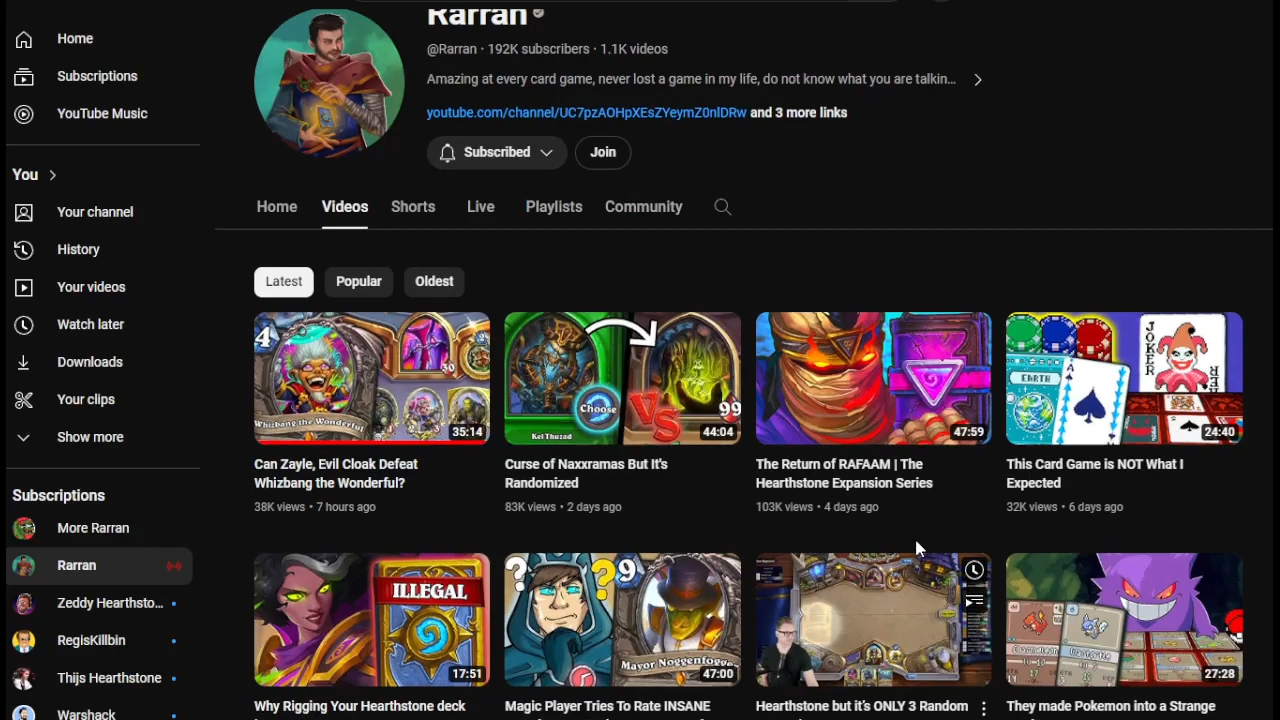 Rarran
@Rarran · 192K subscribers · 1.1K videos
Amazing at every card game, never lost a game in my life, do not know what you are talkin...
youtube.com/channel/UC7pzAOHpXEsZYeymZ0nlDRw and 3 more links
Subscribed
Join
Home
Subscriptions
YouTube Music
You
Your channel
History
Your videos
Watch later
Downloads
Your clips
Show more
Subscriptions
More Rarran
Rarran
Zeddy Hearthsto...
RegisKillbin
Thijs Hearthstone
Warshack
Home Videos Shorts Live Playlists Community
Latest Popular Oldest
4
30
Whizbang the Wonderful
35:14
Choose
Kel Thuzad
VS
99
44:04
47:59
JOKER
EARTH
A
24:40
Can Zayle, Evil Cloak Defeat
Whizbang the Wonderful?
38K views • 7 hours ago
Curse of Naxxramas But It's
Randomized
83K views • 2 days ago
The Return of RAFAAM | The
Hearthstone Expansion Series
103K views • 4 days ago
This Card Game is NOT What I
Expected
32K views • 6 days ago
ILLEGAL
17:51
? ?
9
Mayor Noggenfogger
47:00
27:28
Why Rigging Your Hearthstone deck
Magic Player Tries To Rate INSANE
Hearthstone but it's ONLY 3 Random
They made Pokemon into a Strange